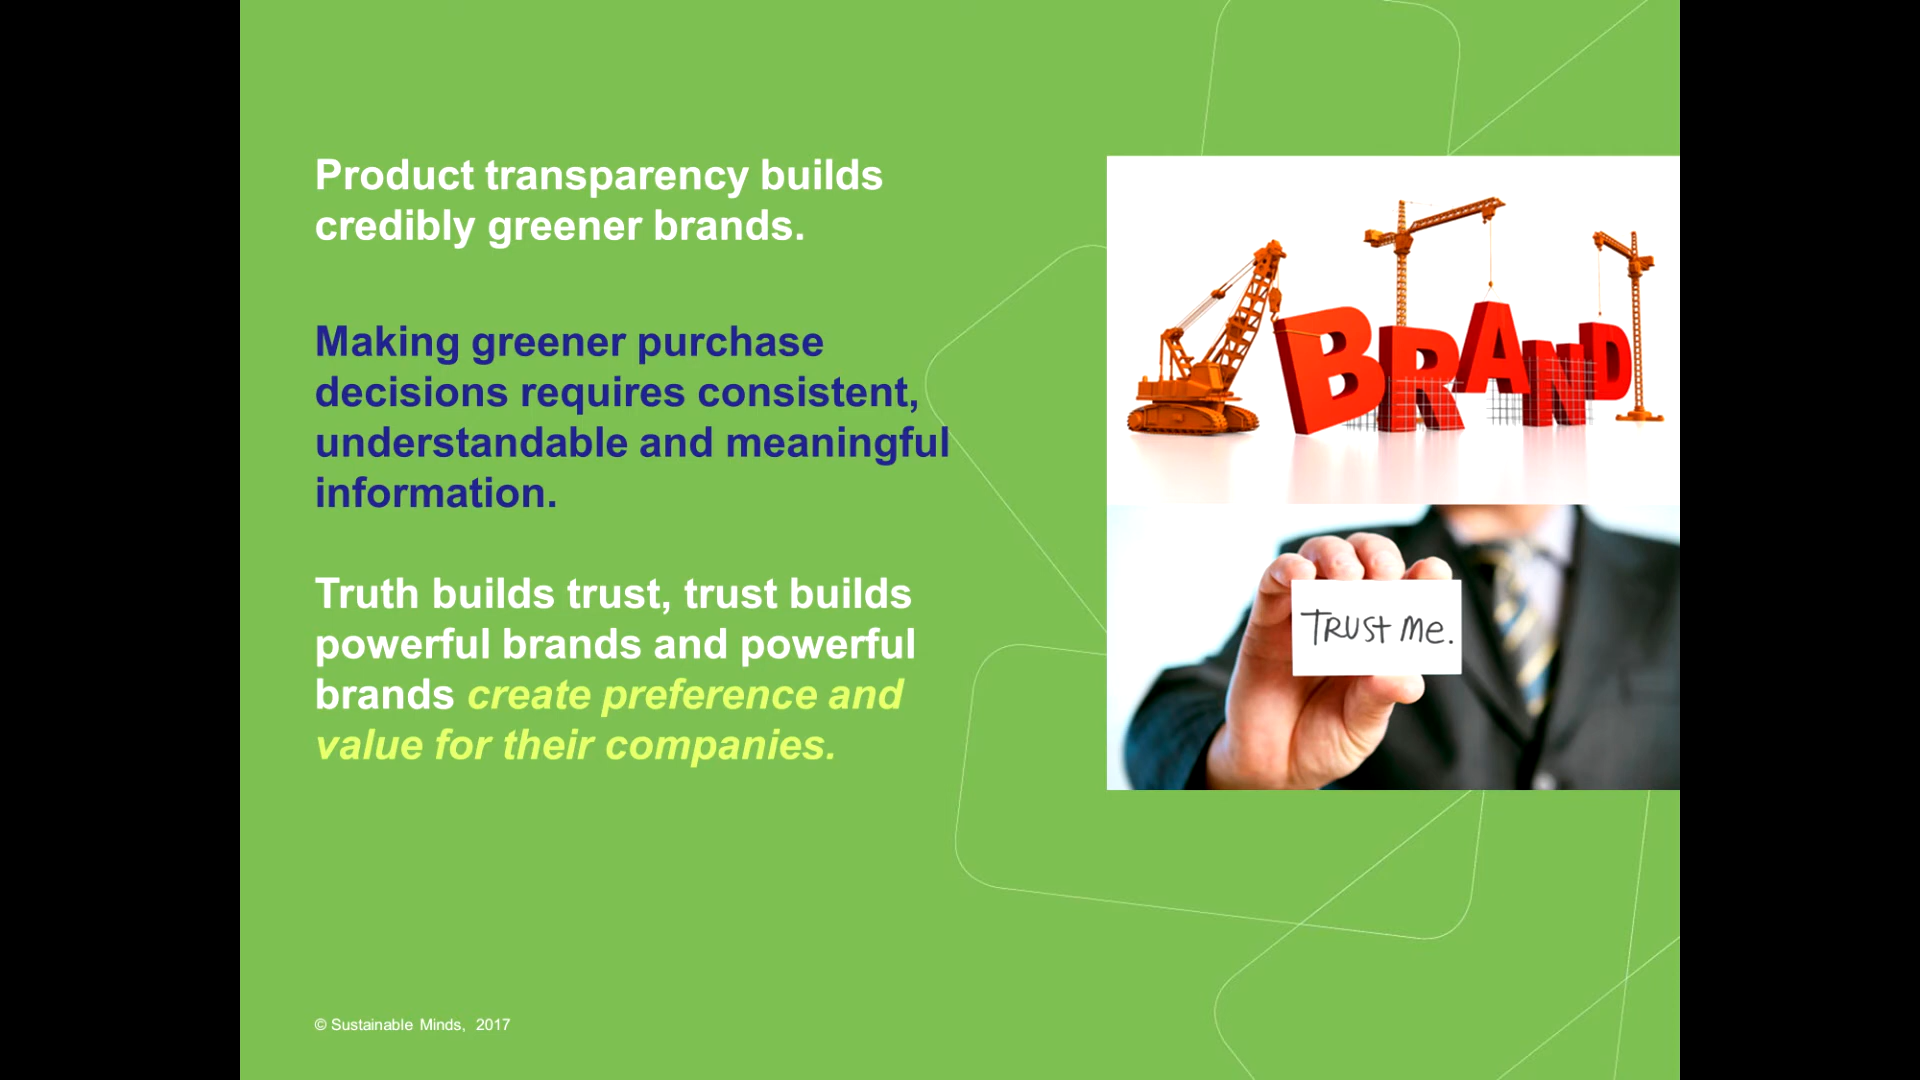 Product transparency builds
credibly greener brands.
Making greener purchase
decisions requires consistent,
understandable and meaningful
information.
Truth builds trust, trust builds
powerful brands and powerful
brands create preference and
value for their companies.
BRAND
TRUST Me.
© Sustainable Minds, 2017